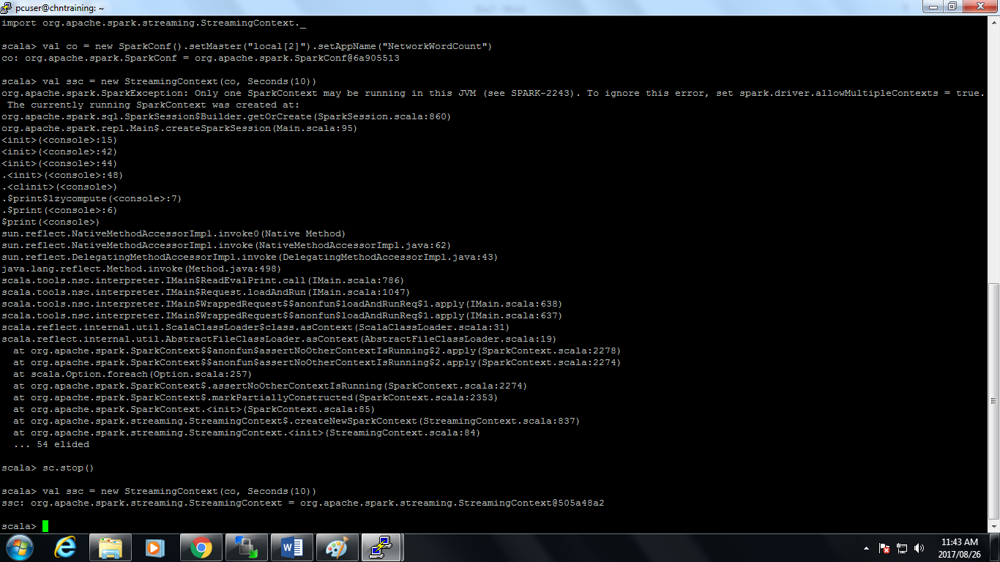 pcuser@chntraining: ~
import org.apache.spark.streaming.StreamingContext._
scala> val co = new SparkConf().setMaster("local[2]").setAppName("NetworkWordCount")
co: org.apache.spark.SparkConf = org.apache.spark.SparkConf@6a905513
scala> val ssc = new StreamingContext(co, Seconds(10))
org.apache.spark.SparkException: Only one SparkContext may be running in this JVM (see SPARK-2243). To ignore this error, set spark.driver.allowMultipleContexts = true.
 The currently running SparkContext was created at:
org.apache.spark.sql.SparkSession$Builder.getOrCreate(SparkSession.scala:860)
org.apache.spark.repl.Main$.createSparkSession(Main.scala:95)
<init>(<console>:15)
<init>(<console>:42)
<init>(<console>:44)
.<init>(<console>:48)
.<clinit>(<console>)
.$print$lzycompute(<console>:7)
.$print(<console>:6)
$print(<console>)
sun.reflect.NativeMethodAccessorImpl.invoke0(Native Method)
sun.reflect.NativeMethodAccessorImpl.invoke(NativeMethodAccessorImpl.java:62)
sun.reflect.DelegatingMethodAccessorImpl.invoke(DelegatingMethodAccessorImpl.java:43)
java.lang.reflect.Method.invoke(Method.java:498)
scala.tools.nsc.interpreter.IMain$ReadEvalPrint.call(IMain.scala:786)
scala.tools.nsc.interpreter.IMain$Request.loadAndRun(IMain.scala:1047)
scala.tools.nsc.interpreter.IMain$WrappedRequest$$anonfun$loadAndRunReq$1.apply(IMain.scala:638)
scala.tools.nsc.interpreter.IMain$WrappedRequest$$anonfun$loadAndRunReq$1.apply(IMain.scala:637)
scala.reflect.internal.util.ScalaClassLoader$class.asContext(ScalaClassLoader.scala:31)
scala.reflect.internal.util.AbstractFileClassLoader.asContext(AbstractFileClassLoader.scala:19)
  at org.apache.spark.SparkContext$$anonfun$assertNoOtherContextIsRunning$2.apply(SparkContext.scala:2278)
  at org.apache.spark.SparkContext$$anonfun$assertNoOtherContextIsRunning$2.apply(SparkContext.scala:2274)
  at scala.Option.foreach(Option.scala:257)
  at org.apache.spark.SparkContext$.assertNoOtherContextIsRunning(SparkContext.scala:2274)
  at org.apache.spark.SparkContext$.markPartiallyConstructed(SparkContext.scala:2353)
  at org.apache.spark.SparkContext.<init>(SparkContext.scala:85)
  at org.apache.spark.streaming.StreamingContext$.createNewSparkContext(StreamingContext.scala:837)
  at org.apache.spark.streaming.StreamingContext.<init>(StreamingContext.scala:84)
  ... 54 elided
scala> sc.stop()
scala> val ssc = new StreamingContext(co, Seconds(10))
ssc: org.apache.spark.streaming.StreamingContext = org.apache.spark.streaming.StreamingContext@505a48a2
scala>
11:43 AM
2017/08/26